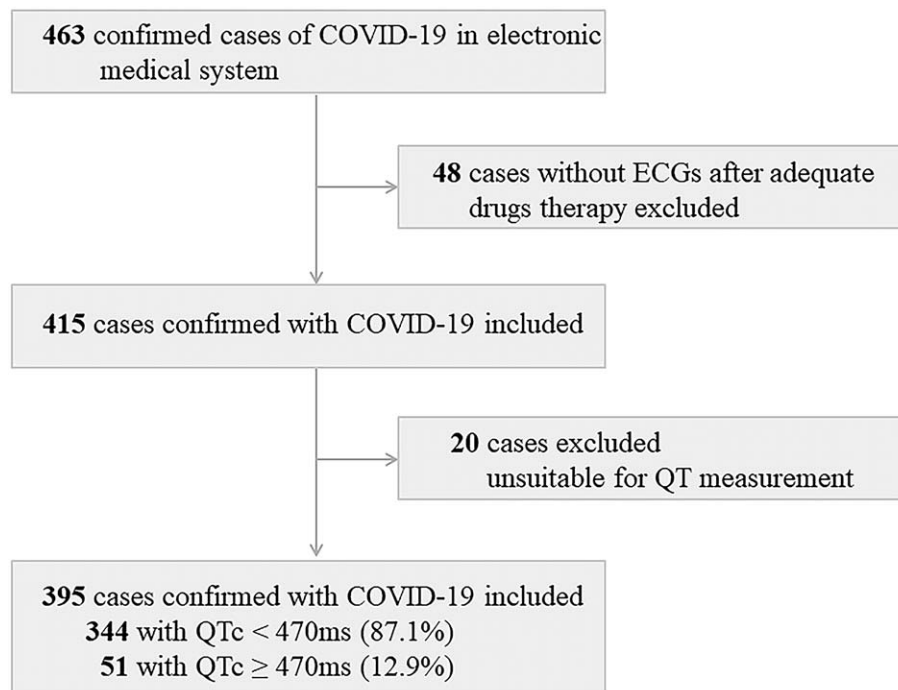 463 confirmed cases of COVID-19 in electronic
medical system
48 cases without ECGs after adequate
drugs therapy excluded
415 cases confirmed with COVID-19 included
20 cases excluded
unsuitable for QT measurement
395 cases confirmed with COVID-19 included
344 with QTc < 470ms (87.1%)
51 with QTc ≥ 470ms (12.9%)